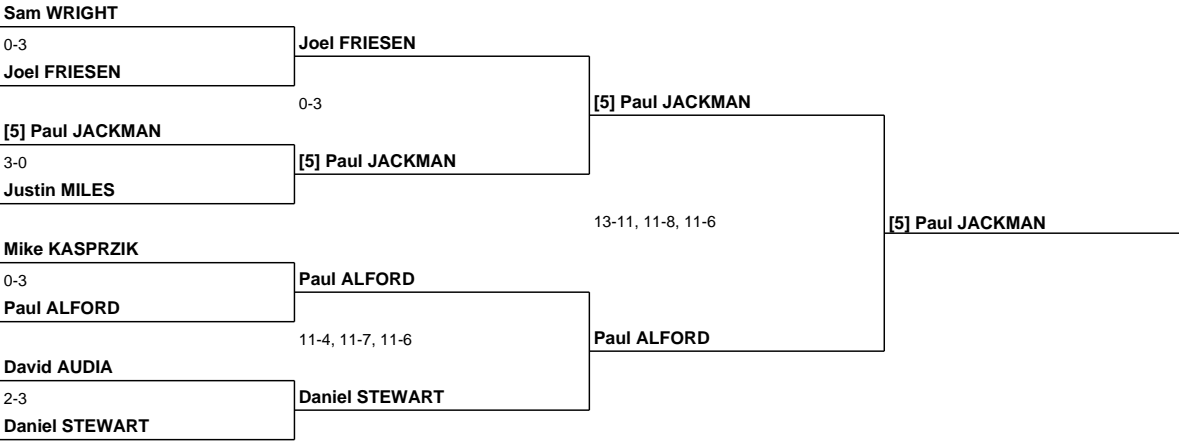 Sam WRIGHT
0-3
Joel FRIESEN
Joel FRIESEN
0-3
[5] Paul JACKMAN
[5] Paul JACKMAN
3-0
[5] Paul JACKMAN
Justin MILES
13-11, 11-8, 11-6
[5] Paul JACKMAN
Mike KASPRZIK
0-3
Paul ALFORD
Paul ALFORD
11-4, 11-7, 11-6
Paul ALFORD
David AUDIA
2-3
Daniel STEWART
Daniel STEWART